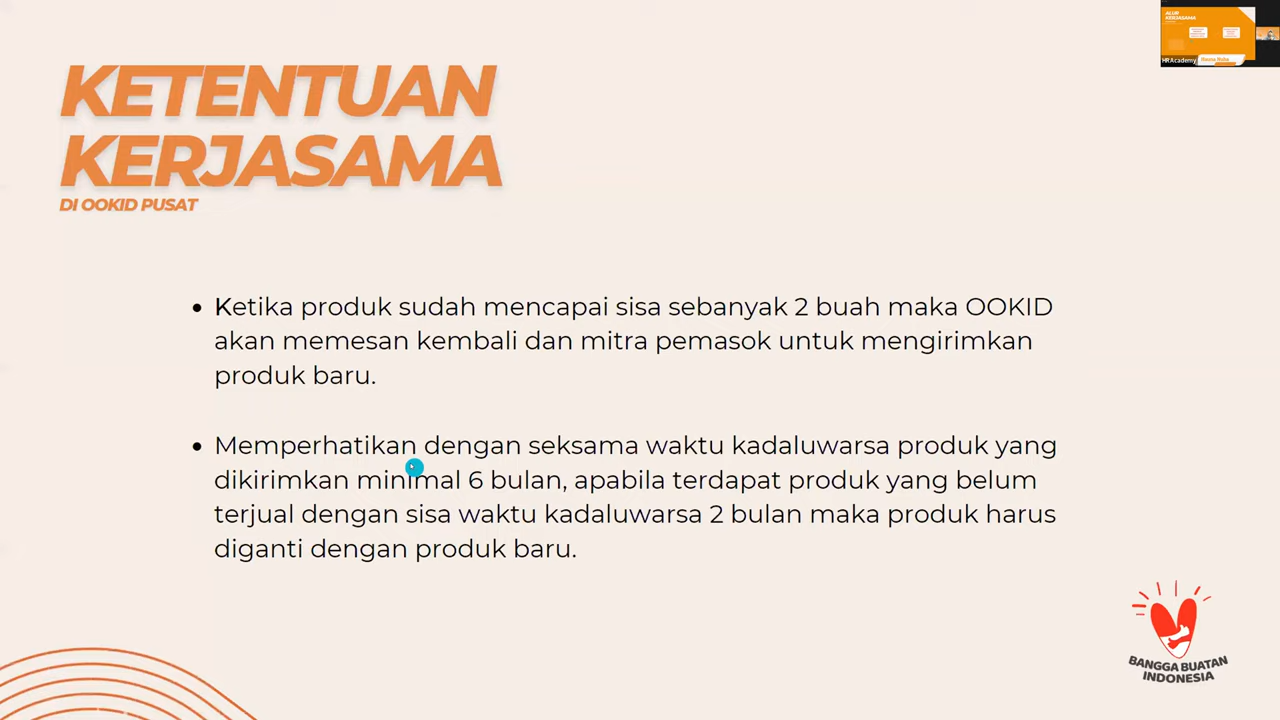 KETENTUAN
KERJASAMA
DI OOKID PUSAT
• Ketika produk sudah mencapai sisa sebanyak 2 buah maka OOKID
akan memesan kembali dan mitra pemasok untuk mengirimkan
produk baru.
• Memperhatikan dengan seksama waktu kadaluwarsa produk yang
dikirimkan minimal 6 bulan, apabila terdapat produk yang belum
terjual dengan sisa waktu kadaluwarsa 2 bulan maka produk harus
diganti dengan produk baru.
ALUR
KERJASAMA
HRAcademy
BANGGA BUATAN
INDONESIA